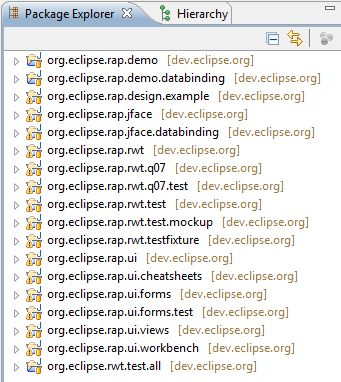 Package Explorer Hierarchy
org.eclipse.rap.demo [dev.eclipse.org]
org.eclipse.rap.demo.databinding [dev.eclipse.org]
org.eclipse.rap.design.example [dev.eclipse.org]
org.eclipse.rap.jface [dev.eclipse.org]
org.eclipse.rap.jface.databinding [dev.eclipse.org]
org.eclipse.rap.rwt [dev.eclipse.org]
org.eclipse.rap.rwt.q07 [dev.eclipse.org]
org.eclipse.rap.rwt.q07.test [dev.eclipse.org]
org.eclipse.rap.rwt.test [dev.eclipse.org]
org.eclipse.rap.rwt.test.mockup [dev.eclipse.org]
org.eclipse.rap.rwt.testfixture [dev.eclipse.org]
org.eclipse.rap.ui [dev.eclipse.org]
org.eclipse.rap.ui.cheatsheets [dev.eclipse.org]
org.eclipse.rap.ui.forms [dev.eclipse.org]
org.eclipse.rap.ui.forms.test [dev.eclipse.org]
org.eclipse.rap.ui.views [dev.eclipse.org]
org.eclipse.rap.ui.workbench [dev.eclipse.org]
org.eclipse.rwt.test.all [dev.eclipse.org]